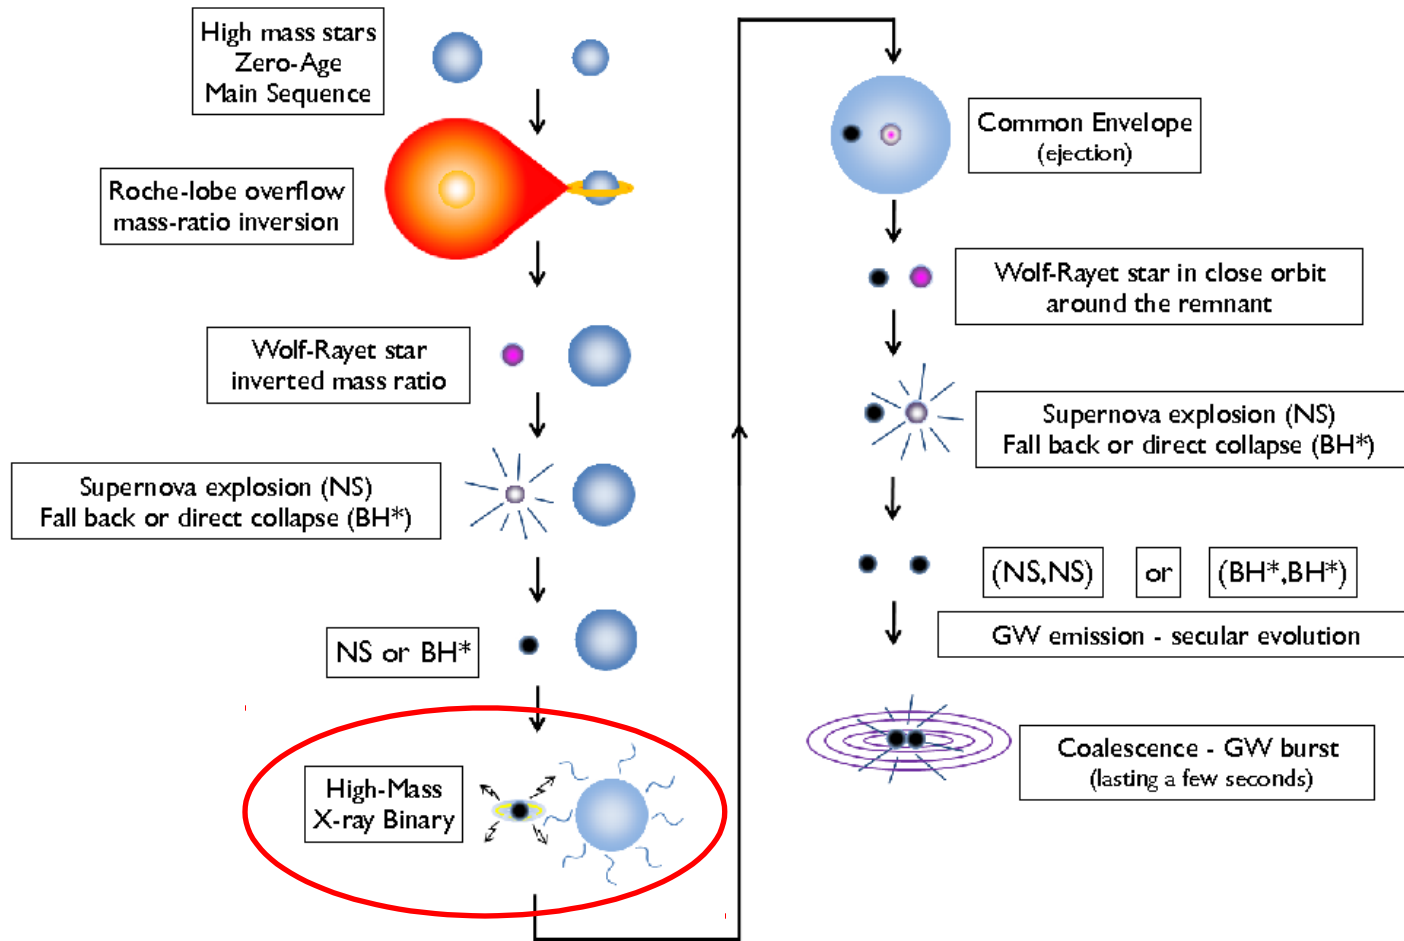 High mass stars
Zero-Age
Main Sequence
Roche-lobe overflow
mass-ratio inversion
Wolf-Rayet star
inverted mass ratio
Supernova explosion (NS)
Fall back or direct collapse (BH*)
NS or BH*
High-Mass
X-ray Binary
Common Envelope
(ejection)
Wolf-Rayet star in close orbit
around the remnant
Supernova explosion (NS)
Fall back or direct collapse (BH*)
(NS,NS) or (BH*,BH*)
GW emission - secular evolution
Coalescence - GW burst
(lasting a few seconds)